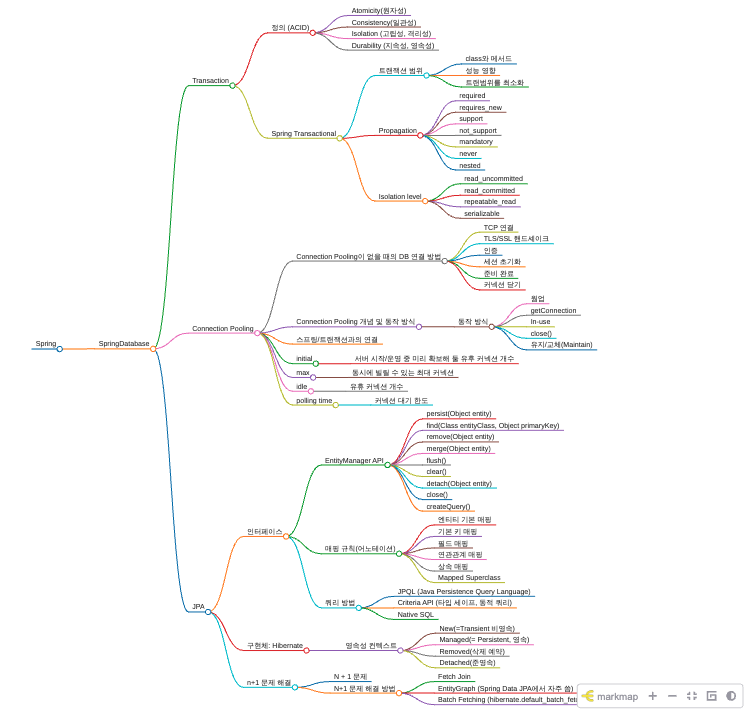 Spring
SpringDatabase
Transaction
정의 (ACID)
Atomicity(원자성)
Consistency(일관성)
Isolation (고립성, 격리성)
Durability (지속성, 영속성)
Spring Transactional
트랜잭션 범위
class와 메서드
성능 영향
트랜범위를 최소화
Propagation
required
requires_new
support
not_support
mandatory
never
nested
Isolation level
read_uncommitted
read_committed
repeatable_read
serializable
Connection Pooling
Connection Pooling이 없을 때의 DB 연결 방법
TCP 연결
TLS/SSL 핸드세이크
인증
세션 초기화
준비 완료
커넥션 닫기
Connection Pooling 개념 및 동작 방식
동작 방식
웜업
getConnection
In-use
close()
유지/교체(Maintain)
스프링/트랜잭션과의 연결
initial
서버 시작/운영 중 미리 확보해 둘 유후 커넥션 개수
max
동시에 빌릴 수 있는 최대 커넥션
idle
유휴 커넥션 개수
polling time
커넥션 대기 한도
JPA
인터페이스
EntityManager API
persist(Object entity)
find(Class entityClass, Object primaryKey)
remove(Object entity)
merge(Object entity)
flush()
clear()
detach(Object entity)
close()
createQuery()
매핑 규칙(어노테이션)
엔티티 기본 매핑
기본 키 매핑
필드 매핑
연관관계 매핑
상속 매핑
Mapped Superclass
쿼리 방법
JPQL (Java Persistence Query Language)
Criteria API (타입 세이프, 동적 쿼리)
Native SQL
구현체: Hibernate
영속성 컨텍스트
New(=Transient 비영속)
Managed(= Persistent, 영속)
Removed(삭제 예약)
Detached(준영속)
n+1 문제 해결
N + 1 문제
N+1 문제 해결 방법
Fetch Join
EntityGraph (Spring Data JPA에서 자주 씀)
Batch Fetching (hibernate.default_batch_fet
markmap